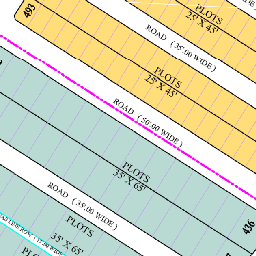 493
PLOTS
25' X 45'
ROAD ( 35.00 WIDE)
PLOTS
25' X 45'
ROAD ( 50.00 WIDE)
PLOTS
35' X 65'
436
ROAD ( 35.00 WIDE)
PLOTS
35' X 65'